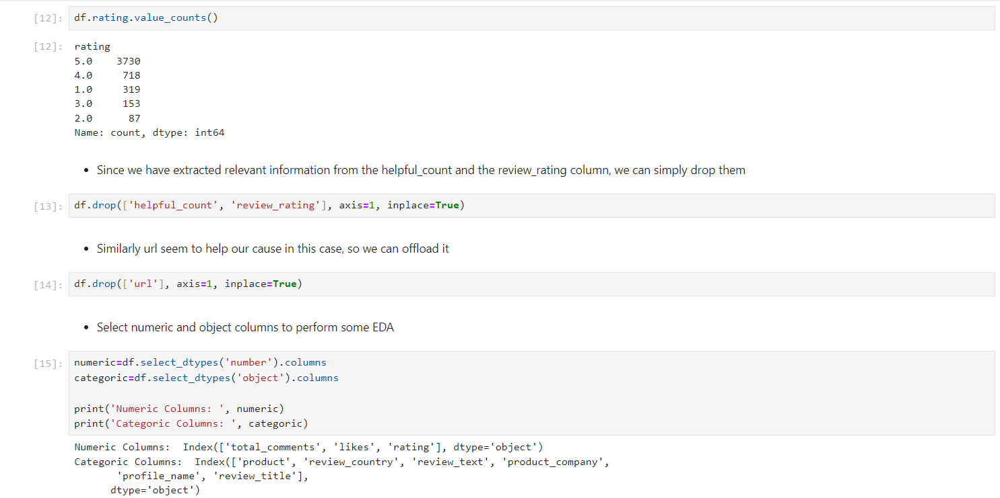 [12]: df.rating.value_counts()
[12]: rating
5.0    3730
4.0     718
1.0     319
3.0     153
2.0      87
Name: count, dtype: int64
• Since we have extracted relevant information from the helpful_count and the review_rating column, we can simply drop them
[13]: df.drop(['helpful_count', 'review_rating'], axis=1, inplace=True)
• Similarly url seem to help our cause in this case, so we can offload it
[14]: df.drop(['url'], axis=1, inplace=True)
• Select numeric and object columns to perform some EDA
[15]: numeric=df.select_dtypes('number').columns
categoric=df.select_dtypes('object').columns
print('Numeric Columns: ', numeric)
print('Categoric Columns: ', categoric)
Numeric Columns:  Index(['total_comments', 'likes', 'rating'], dtype='object')
Categoric Columns:  Index(['product', 'review_country', 'review_text', 'product_company',
       'profile_name', 'review_title'],
      dtype='object')